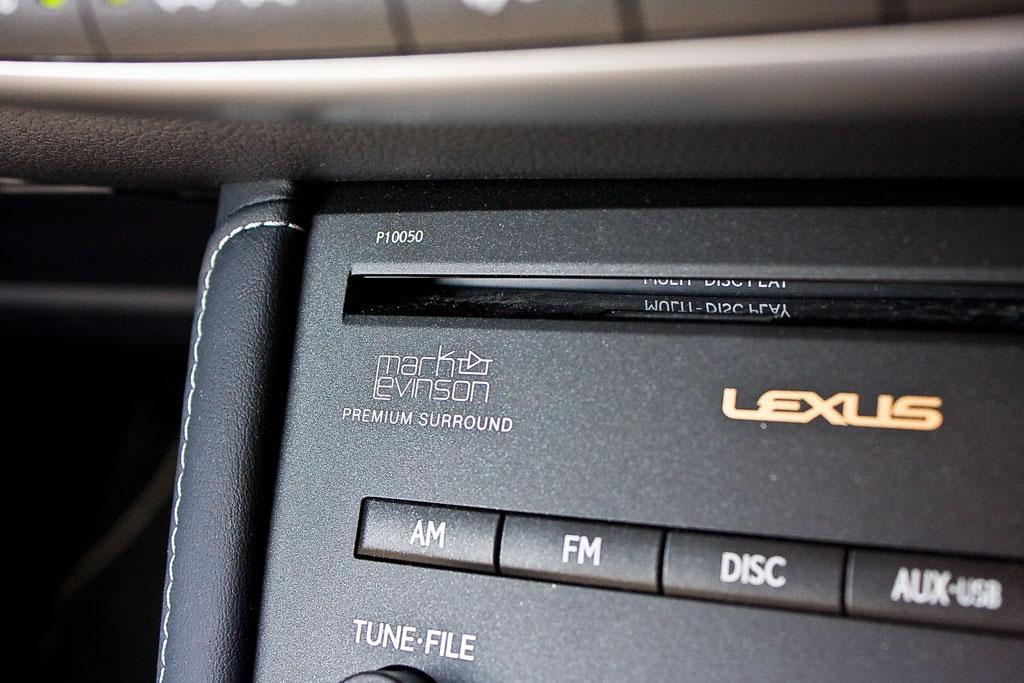 P10050
MULTI-DISC PLAY
mark
levinson
PREMIUM SURROUND
LEXUS
AM
FM
DISC
AUX•USB
TUNE•FILE